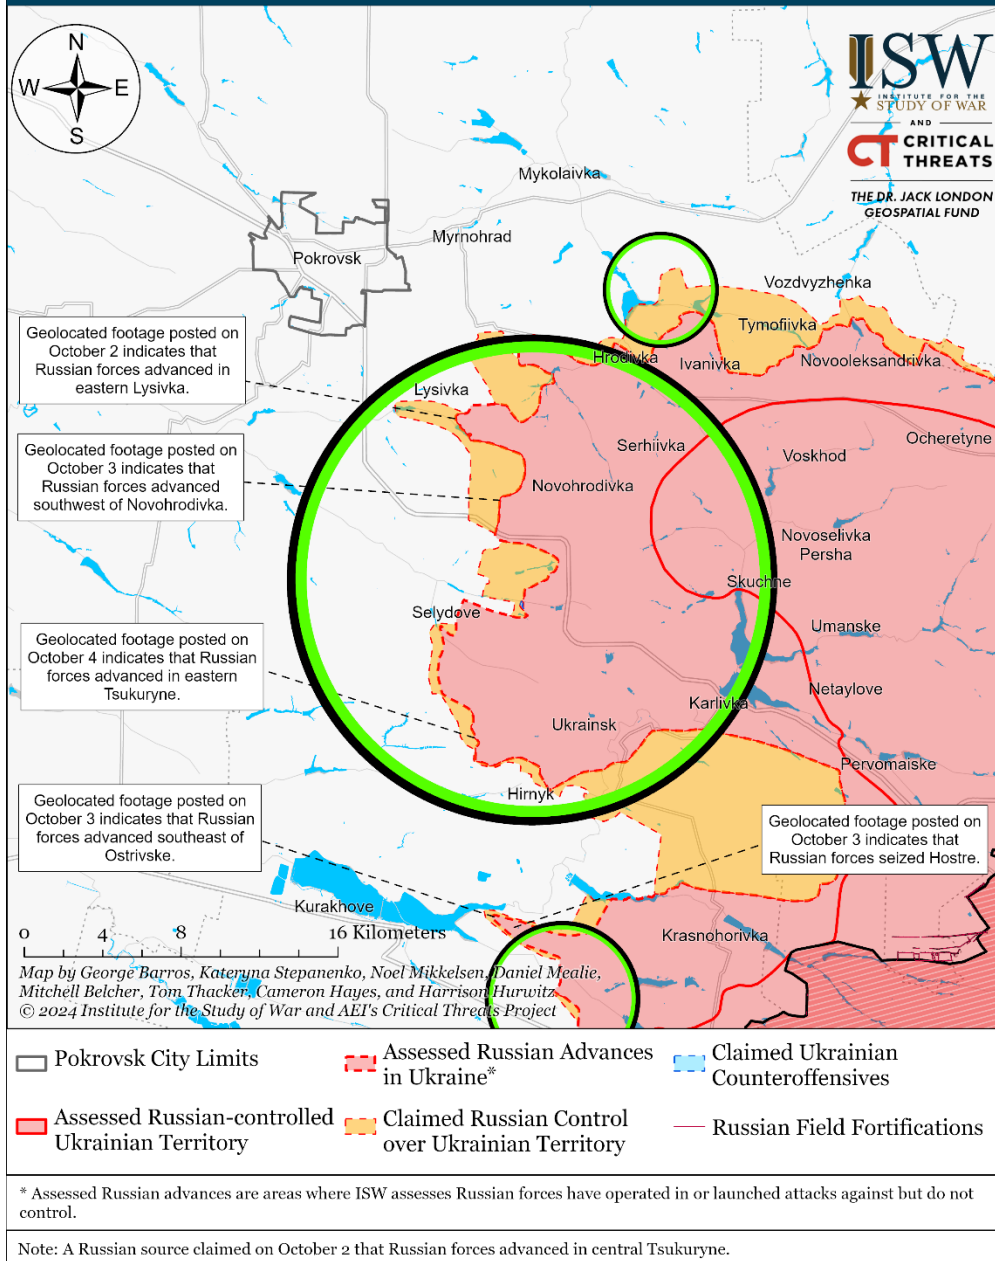 N
W
E
S
ISW
INSTITUTE FOR THE
STUDY OF WAR
AND
CT CRITICAL
THREATS
THE DR. JACK LONDON
GEOSPATIAL FUND
Mykolaivka
Myrnohrad
Pokrovsk
Vozdvyzhenka
Tymofiivka
Geolocated footage posted on
October 2 indicates that
Russian forces advanced in
eastern Lysivka.
Hrodivka
Ivanivka
Novooleksandrivka
Lysivka
Serhiivka
Ocheretyne
Voskhod
Geolocated footage posted on
October 3 indicates that
Russian forces advanced
southwest of Novohrodivka.
Novohrodivka
Novoselivka
Persha
Skuchne
Selydove
Umanske
Geolocated footage posted on
October 4 indicates that Russian
forces advanced in eastern
Tsukuryne.
Netaylove
Karlivka
Ukrainsk
Pervomaiske
Hirnyk
Geolocated footage posted on
October 3 indicates that Russian
forces advanced southeast of
Ostrivske.
Geolocated footage posted on
October 3 indicates that
Russian forces seized Hostre.
Kurakhove
Krasnohorivka
0 4 8 16 Kilometers
Map by George Barros, Kateryna Stepanenko, Noel Mikkelsen, Daniel Mealie,
Mitchell Belcher, Tom Thacker, Cameron Hayes, and Harrison Hurwitz
© 2024 Institute for the Study of War and AEI's Critical Threats Project
Pokrovsk City Limits
Assessed Russian Advances
in Ukraine*
Claimed Ukrainian
Counteroffensives
Assessed Russian-controlled
Ukrainian Territory
Claimed Russian Control
over Ukrainian Territory
Russian Field Fortifications
* Assessed Russian advances are areas where ISW assesses Russian forces have operated in or launched attacks against but do not
control.
Note: A Russian source claimed on October 2 that Russian forces advanced in central Tsukuryne.